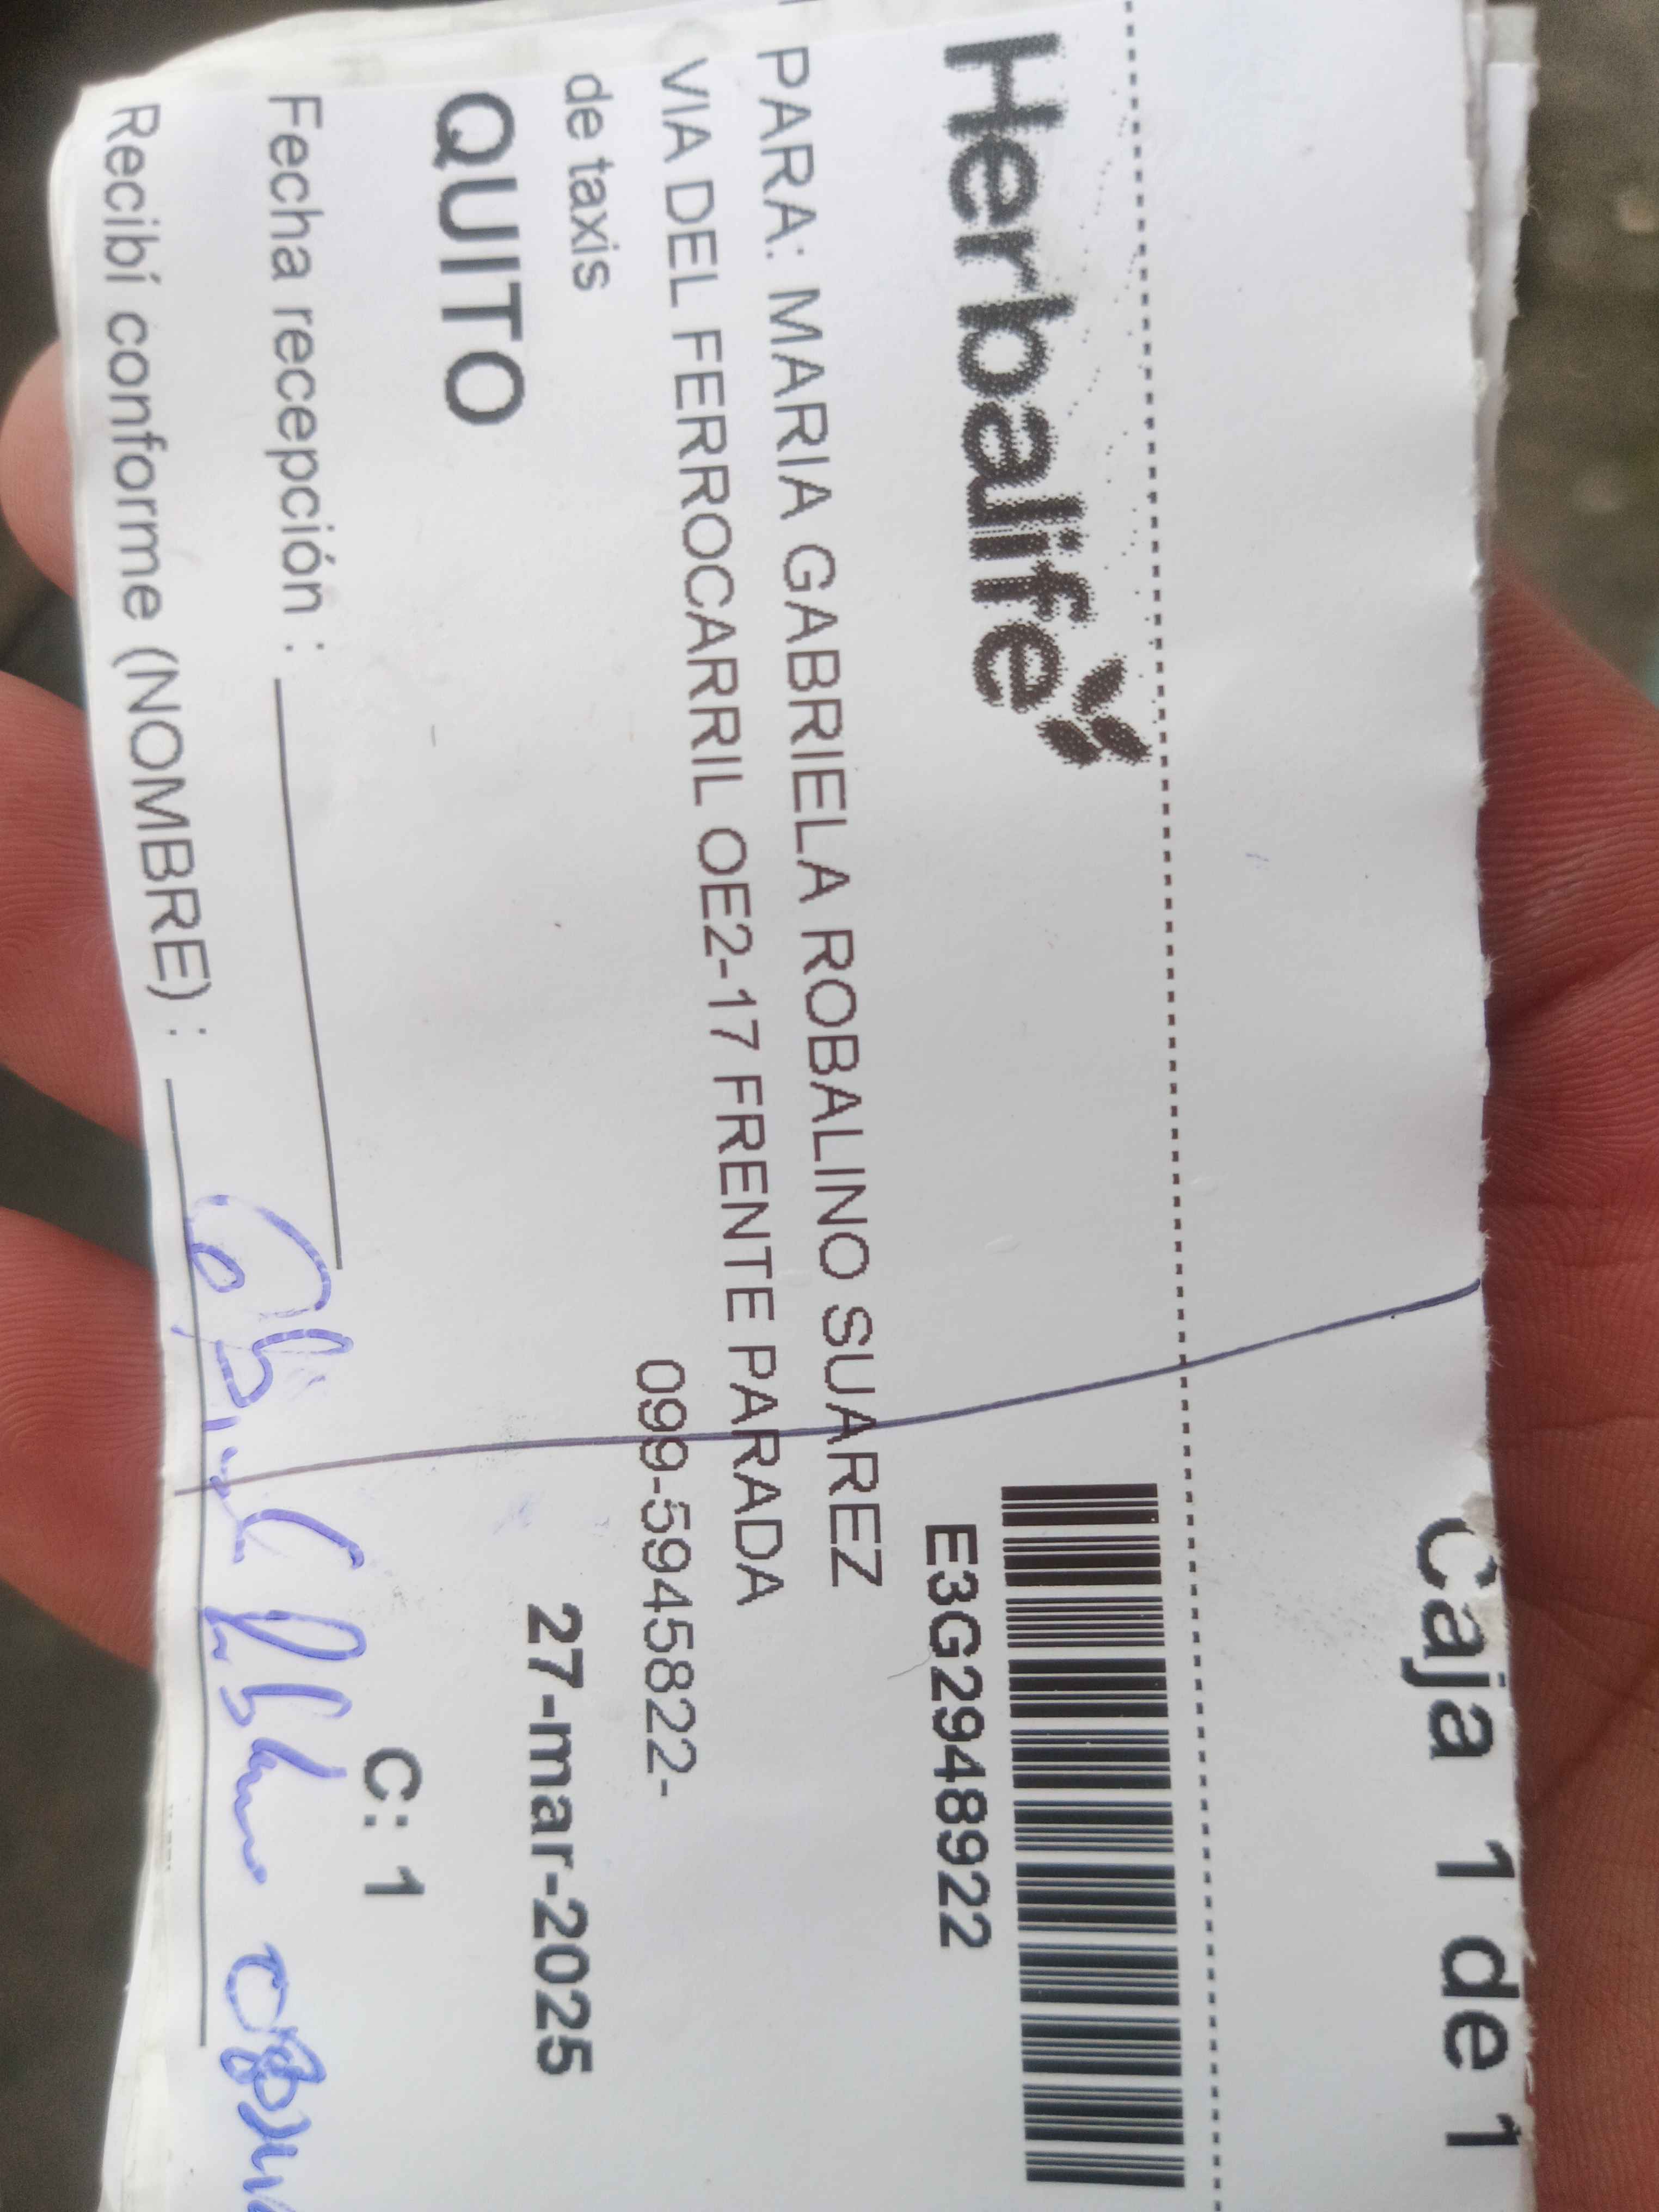 Caja 1 de 1
Herbalife
E3G2948922
PARA: MARIA GABRIELA ROBALINO SUAREZ
VIA DEL FERROCARRIL OE2-17 FRENTE PARADA
de taxis
099-5945822-
QUITO
27-mar-2025
C: 1
Fecha recepción :
Recibí conforme (NOMBRE) :